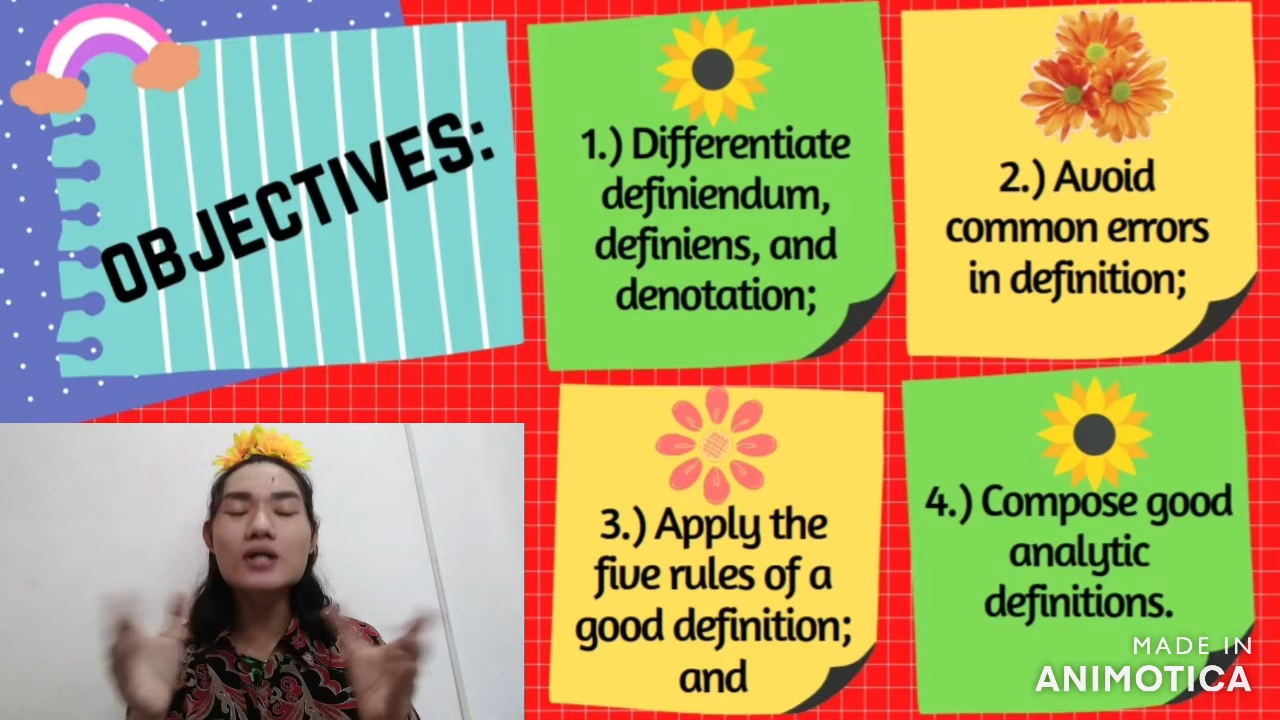 OBJECTIVES:
1.) Differentiate
definiendum,
definiens, and
denotation;
2.) Avoid
common errors
in definition;
3.) Apply the
five rules of a
good definition;
and
4.) Compose good
analytic
definitions.
MADE IN
ANIMOTICA